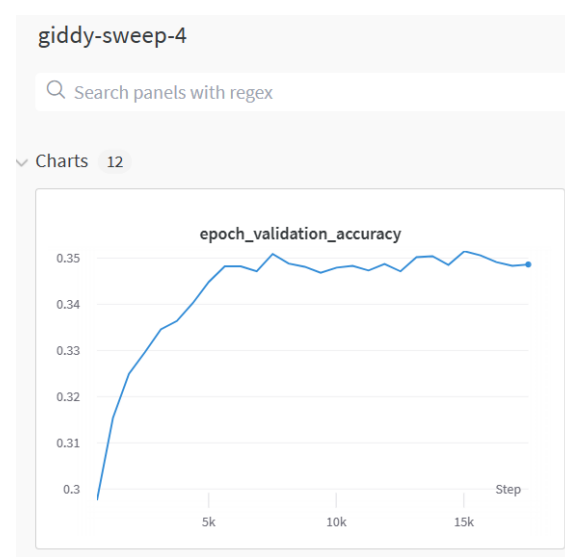 giddy-sweep-4
Search panels with regex
Charts 12
epoch_validation_accuracy
0.35
0.34
0.33
0.32
0.31
0.3
Step
5k 10k 15k